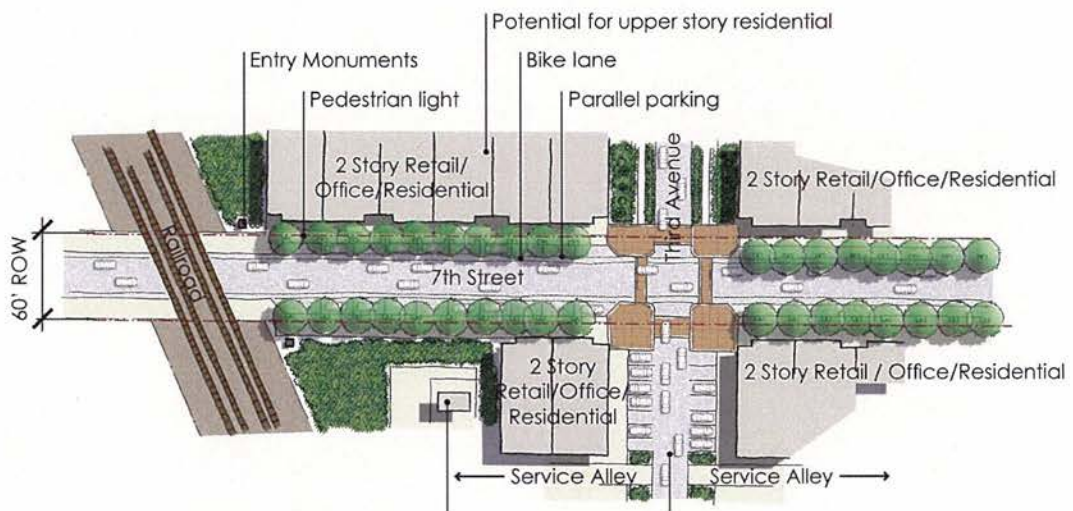 Potential for upper story residential
Entry Monuments
Bike lane
Pedestrian light
Parallel parking
2 Story Retail/
Office/Residential
Third Avenue
2 Story Retail/Office/Residential
60' ROW
Railroad
7th Street
2 Story
Retail/Office/
Residential
2 Story Retail / Office/Residential
Service Alley
Service Alley